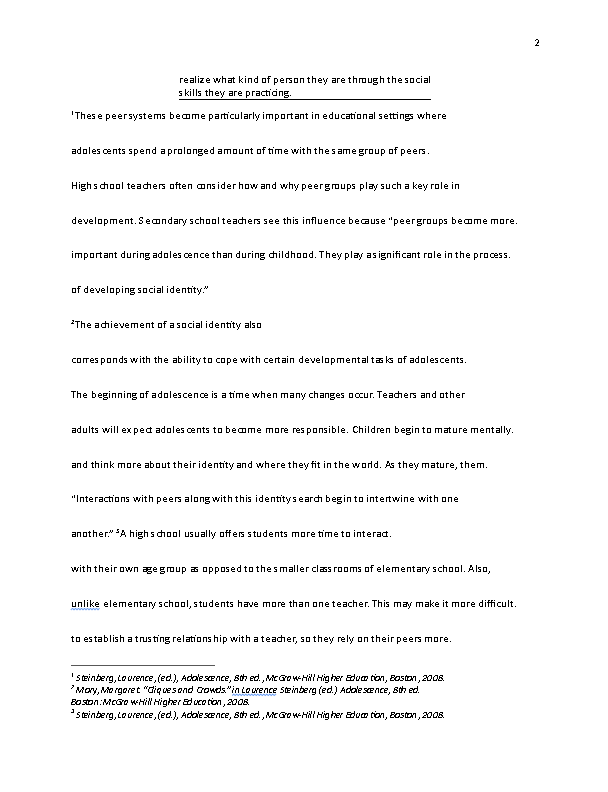 2
realize what kind of person they are through the social
skills they are practicing.
¹These peer systems become particularly important in educational settings where
adolescents spend a prolonged amount of time with the same group of peers.
High school teachers often consider how and why peer groups play such a key role in
development. Secondary school teachers see this influence because “peer groups become more.
important during adolescence than during childhood. They play a significant role in the process.
of developing social identity.”
²The achievement of a social identity also
corresponds with the ability to cope with certain developmental tasks of adolescents.
The beginning of adolescence is a time when many changes occur. Teachers and other
adults will expect adolescents to become more responsible. Children begin to mature mentally.
and think more about their identity and where they fit in the world. As they mature, them.
“Interactions with peers along with this identity search begin to intertwine with one
another.” ³A high school usually offers students more time to interact.
with their own age group as opposed to the smaller classrooms of elementary school. Also,
unlike elementary school, students have more than one teacher. This may make it more difficult.
to establish a trusting relationship with a teacher, so they rely on their peers more.
¹ Steinberg, Laurence, (ed.), Adolescence, 8th ed., McGraw-Hill Higher Education, Boston, 2008.
² Mary, Margaret. “Cliques and Crowds.” in Laurence Steinberg (ed.) Adolescence, 8th ed.
Boston: McGraw-Hill Higher Education, 2008.
³ Steinberg, Laurence, (ed.), Adolescence, 8th ed., McGraw-Hill Higher Education, Boston, 2008.